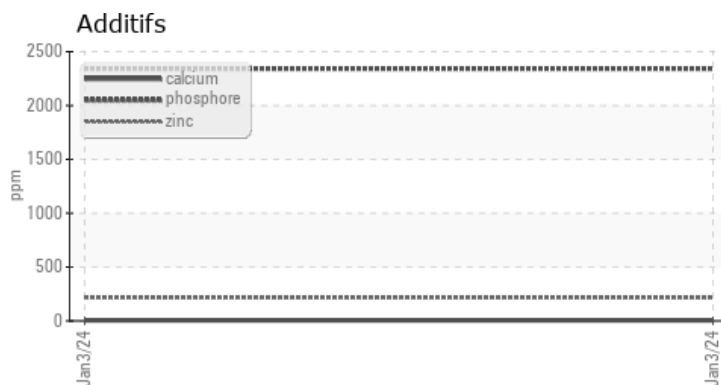 Additifs
2500
2000
1500
1000
500
0
ppm
calcium
phosphore
zinc
Jan3/24
Jan3/24